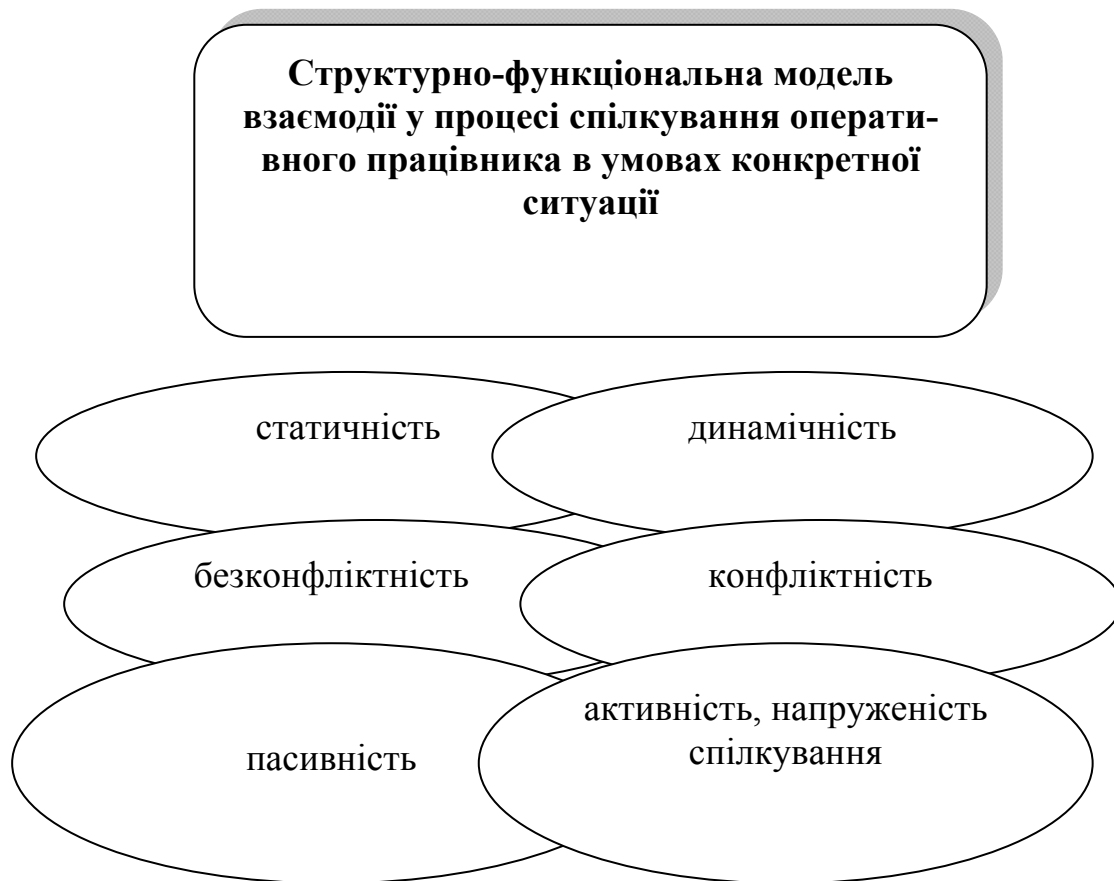 Структурно-функціональна модель
взаємодії у процесі спілкування операти-
вного працівника в умовах конкретної
ситуації
статичність
динамічність
безконфліктність
конфліктність
пасивність
активність, напруженість
спілкування